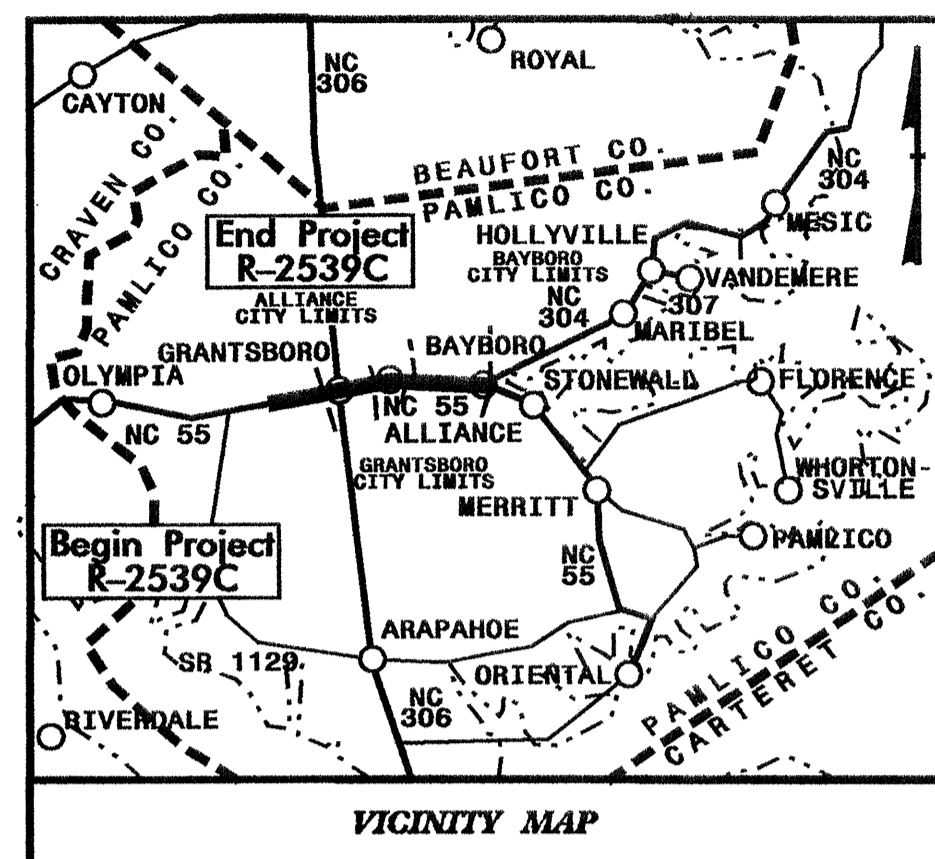 ROYAL
NC
306
CAYTON
CRAVEN CO.
PAMLICO CO.
BEAUFORT CO.
PAMLICO CO.
NC
304
MESIC
End Project
R-2539C
HOLLYVILLE
BAYBORO
CITY LIMITS
VANDEMERE
307
NC
304
MARIBEL
ALLIANCE
CITY LIMITS
GRANTSBORO
BAYBORO
OLYMPIA
STONEWALD
FLORENCE
NC 55
NC 55
ALLIANCE
GRANTSBORO
CITY LIMITS
WHORTON-
SVILLE
MERRITT
Begin Project
R-2539C
PAMLICO
NC
55
ARAPAHOE
SR 1129
ORIENTAL
NC
306
PAMLICO CO.
CARTERET CO.
RIVERDALE
VICINITY MAP